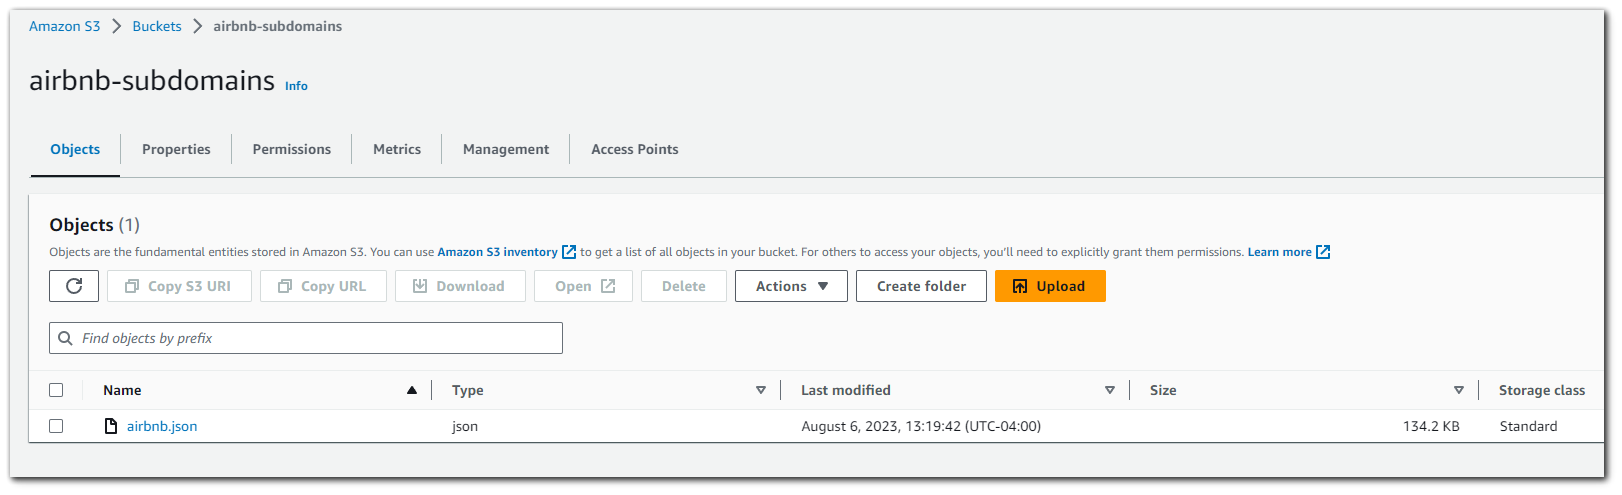 Amazon S3 > Buckets > airbnb-subdomains
airbnb-subdomains Info
Objects Properties Permissions Metrics Management Access Points
Objects (1)
Objects are the fundamental entities stored in Amazon S3. You can use Amazon S3 inventory to get a list of all objects in your bucket. For others to access your objects, you'll need to explicitly grant them permissions. Learn more
Copy S3 URI Copy URL Download Open Delete Actions Create folder Upload
Find objects by prefix
Name Type Last modified Size Storage class
airbnb.json json August 6, 2023, 13:19:42 (UTC-04:00) 134.2 KB Standard